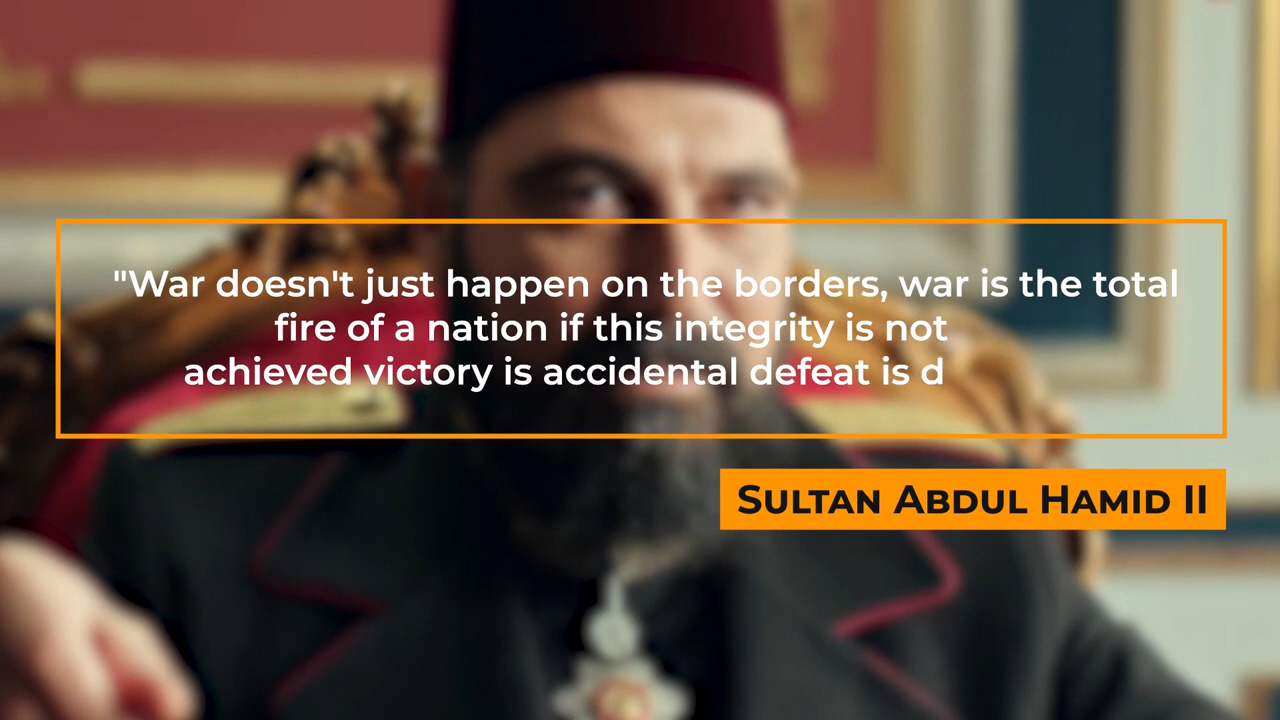 "War doesn't just happen on the borders, war is the total
fire of a nation if this integrity is not
achieved victory is accidental defeat is d
Sultan Abdul Hamid II